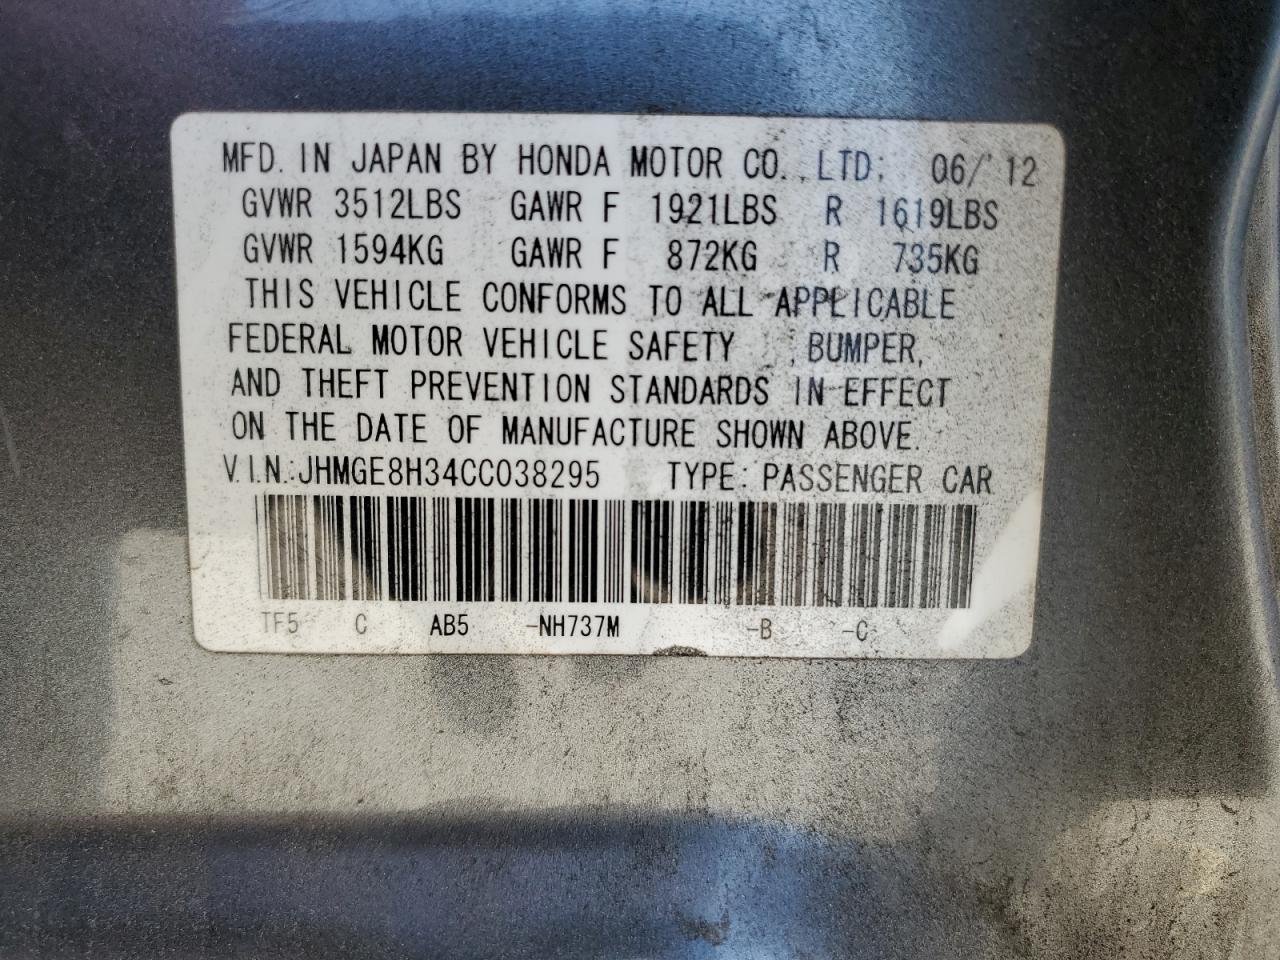 MFD. IN JAPAN BY HONDA MOTOR CO., LTD: 06/'12
GVWR 3512LBS GAWR F 1921LBS R 1619LBS
GVWR 1594KG GAWR F 872KG R 735KG
THIS VEHICLE CONFORMS TO ALL APPLICABLE
FEDERAL MOTOR VEHICLE SAFETY , BUMPER,
AND THEFT PREVENTION STANDARDS IN EFFECT
ON THE DATE OF MANUFACTURE SHOWN ABOVE.
V.I.N.:JHMGE8H34CC038295 TYPE: PASSENGER CAR
TF5 C AB5 -NH737M -B -C